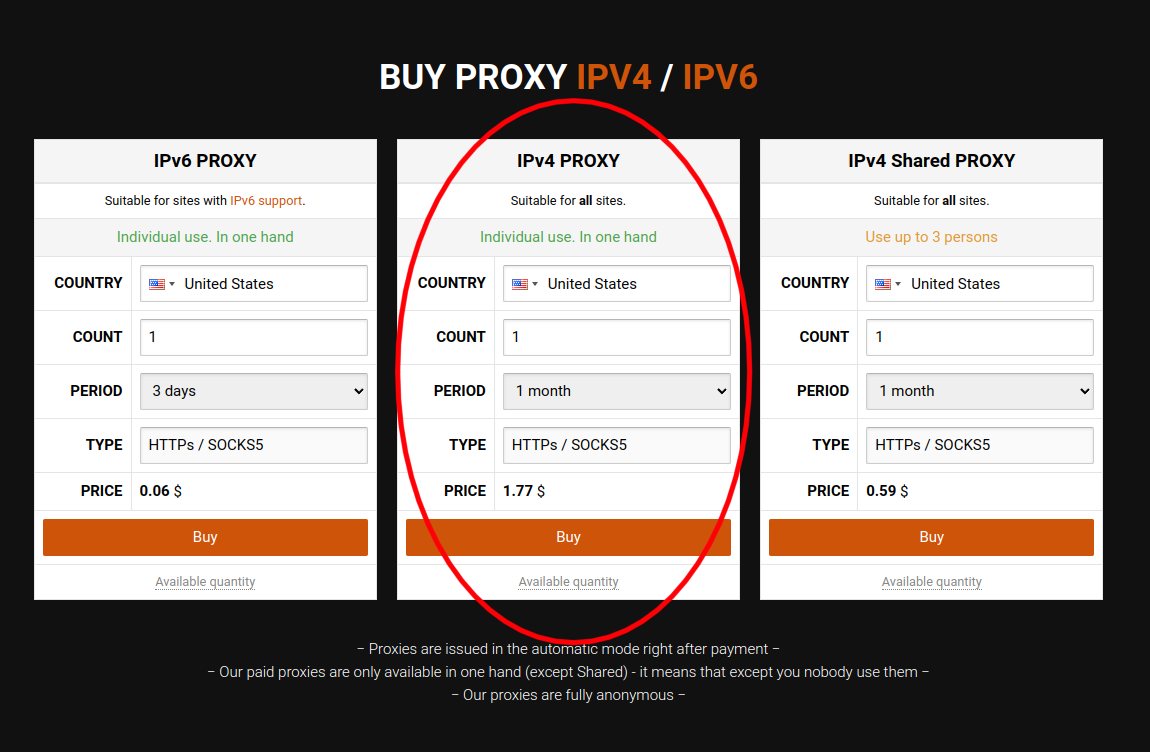 BUY PROXY IPV4 / IPV6
IPv6 PROXY
Suitable for sites with IPv6 support.
Individual use. In one hand
COUNTRY United States
COUNT 1
PERIOD 3 days
TYPE HTTPs / SOCKS5
PRICE 0.06 $
Buy
Available quantity
IPv4 PROXY
Suitable for all sites.
Individual use. In one hand
COUNTRY United States
COUNT 1
PERIOD 1 month
TYPE HTTPs / SOCKS5
PRICE 1.77 $
Buy
Available quantity
IPv4 Shared PROXY
Suitable for all sites.
Use up to 3 persons
COUNTRY United States
COUNT 1
PERIOD 1 month
TYPE HTTPs / SOCKS5
PRICE 0.59 $
Buy
Available quantity
– Proxies are issued in the automatic mode right after payment –
– Our paid proxies are only available in one hand (except Shared) - it means that except you nobody use them –
– Our proxies are fully anonymous –